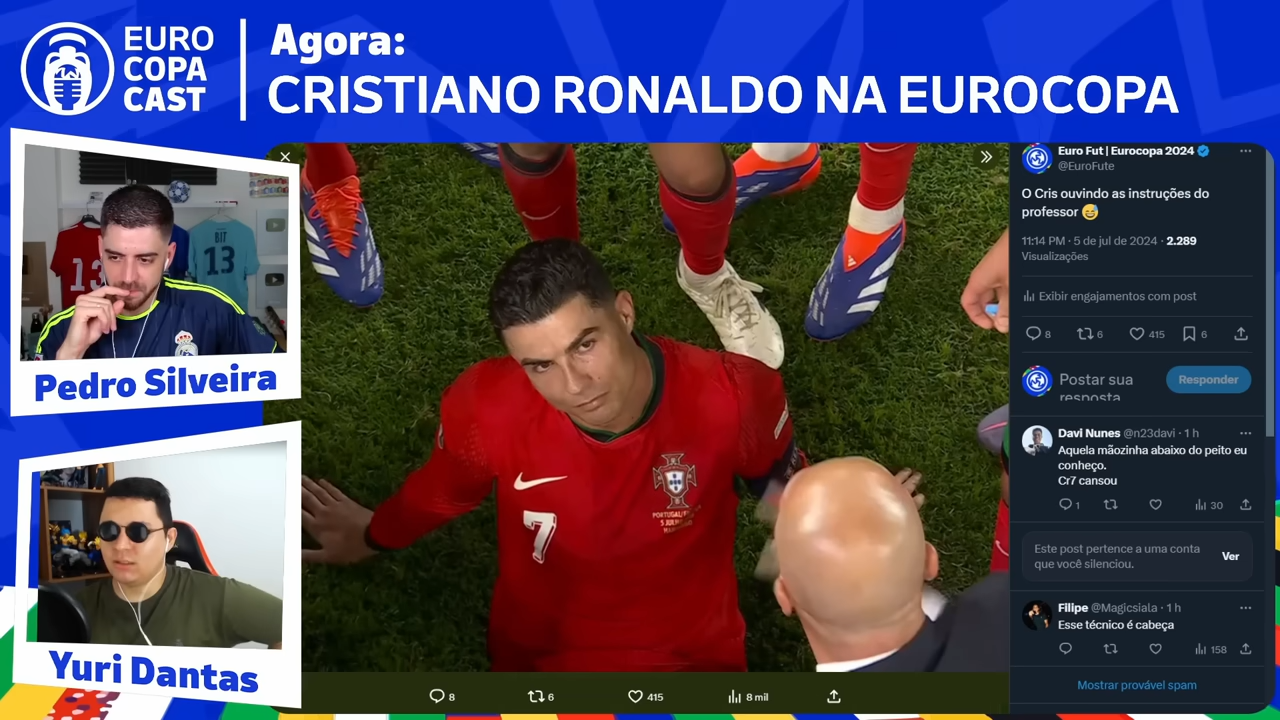 EURO
COPA
CAST
Agora:
CRISTIANO RONALDO NA EUROCOPA
13
BIT
13
Pedro Silveira
Yuri Dantas
7
Euro Fut | Eurocopa 2024
@EuroFute
O Cris ouvindo as instruções do
professor 😅
11:14 PM · 5 de jul de 2024 · 2.289
Visualizações
Exibir engajamentos com post
8 6 415 6
Postar sua
resposta
Responder
Davi Nunes @n23davi · 1 h
Aquela mãozinha abaixo do peito eu
conheço.
Cr7 cansou
1 30
Este post pertence a uma conta
que você silenciou.
Ver
Filipe @Magicsiala · 1 h
Esse técnico é cabeça
158
Mostrar provável spam
8 6 415 8 mil